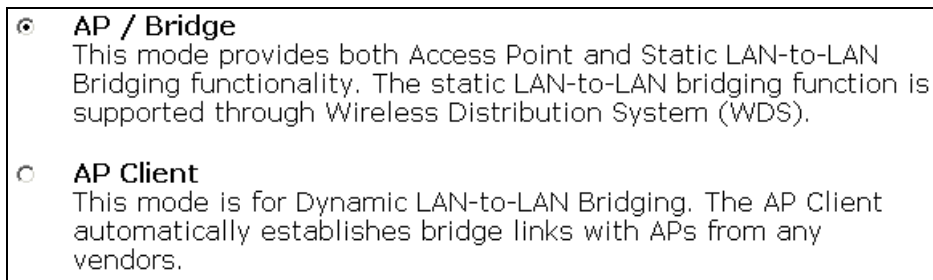 AP / Bridge
This mode provides both Access Point and Static LAN-to-LAN
Bridging functionality. The static LAN-to-LAN bridging function is
supported through Wireless Distribution System (WDS).
AP Client
This mode is for Dynamic LAN-to-LAN Bridging. The AP Client
automatically establishes bridge links with APs from any
vendors.